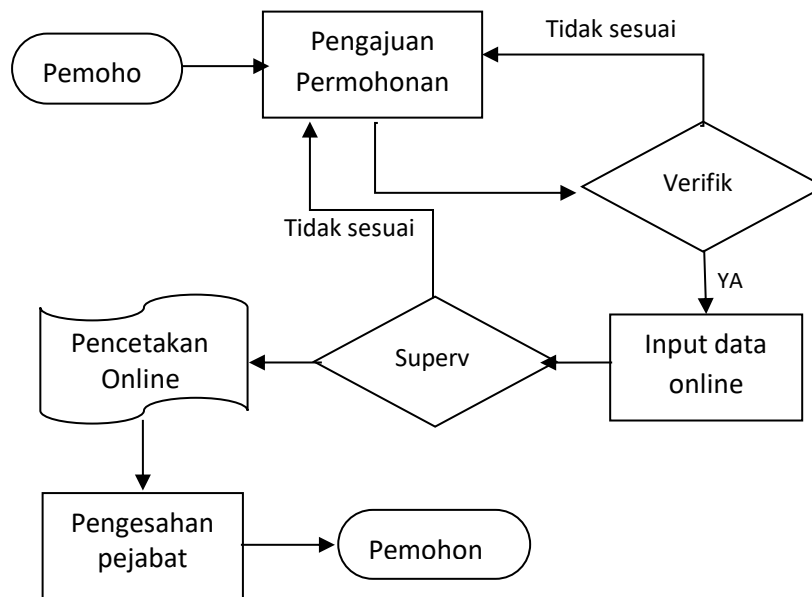 Pemoho
Pengajuan
Permohonan
Tidak sesuai
Verifik
Tidak sesuai
YA
Pencetakan
Online
Superv
Input data
online
Pengesahan
pejabat
Pemohon